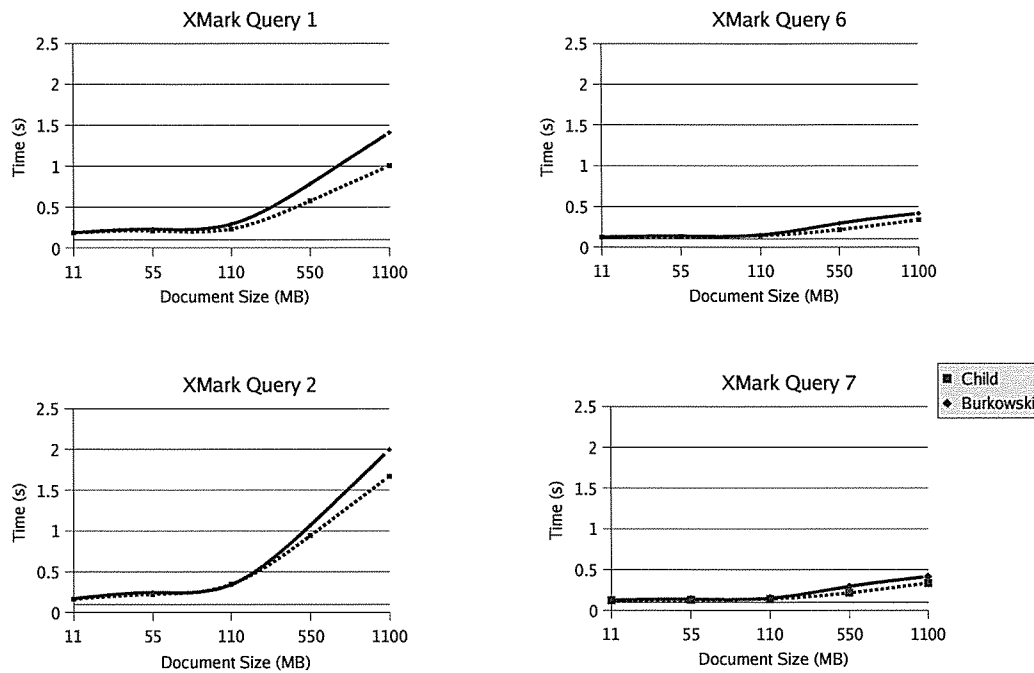 XMark Query 1
2.5
2
1.5
1
0.5
0
Time (s)
11 55 110 550 1100
Document Size (MB)
XMark Query 6
2.5
2
1.5
1
0.5
0
Time (s)
11 55 110 550 1100
Document Size (MB)
XMark Query 2
2.5
2
1.5
1
0.5
0
Time (s)
11 55 110 550 1100
Document Size (MB)
XMark Query 7
2.5
2
1.5
1
0.5
0
Time (s)
11 55 110 550 1100
Document Size (MB)
Child
Burkowski